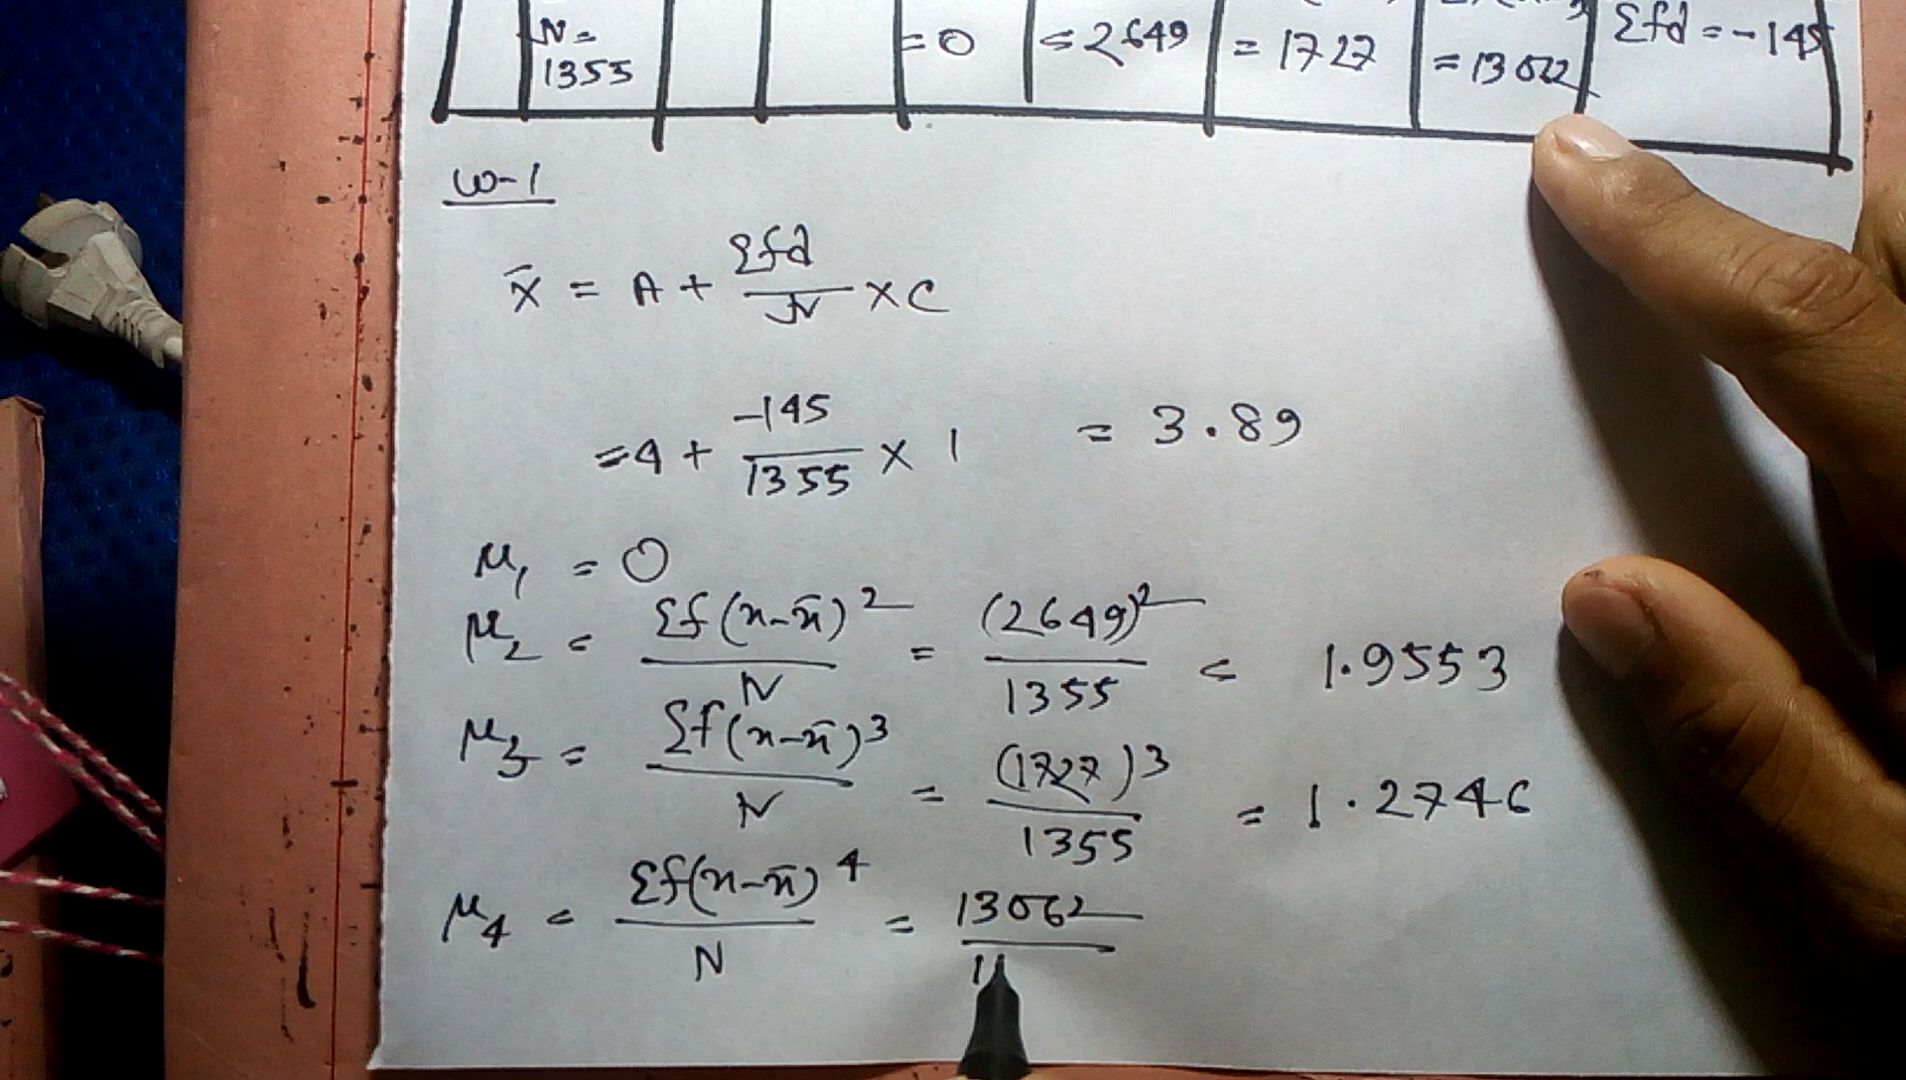 N= 1355 =0 =2649 =1727 =13062 Σfd=-145
W-1
x̄ = A + Σfd/N × C
=4 + -145/1355 × 1 = 3.89
μ₁ = 0
μ₂ = Σf(x-x̄)²/N = (2649)²/1355 = 1.9553
μ₃ = Σf(x-x̄)³/N = (1727)³/1355 = 1.2746
μ₄ = Σf(x-x̄)⁴/N = 13062/1